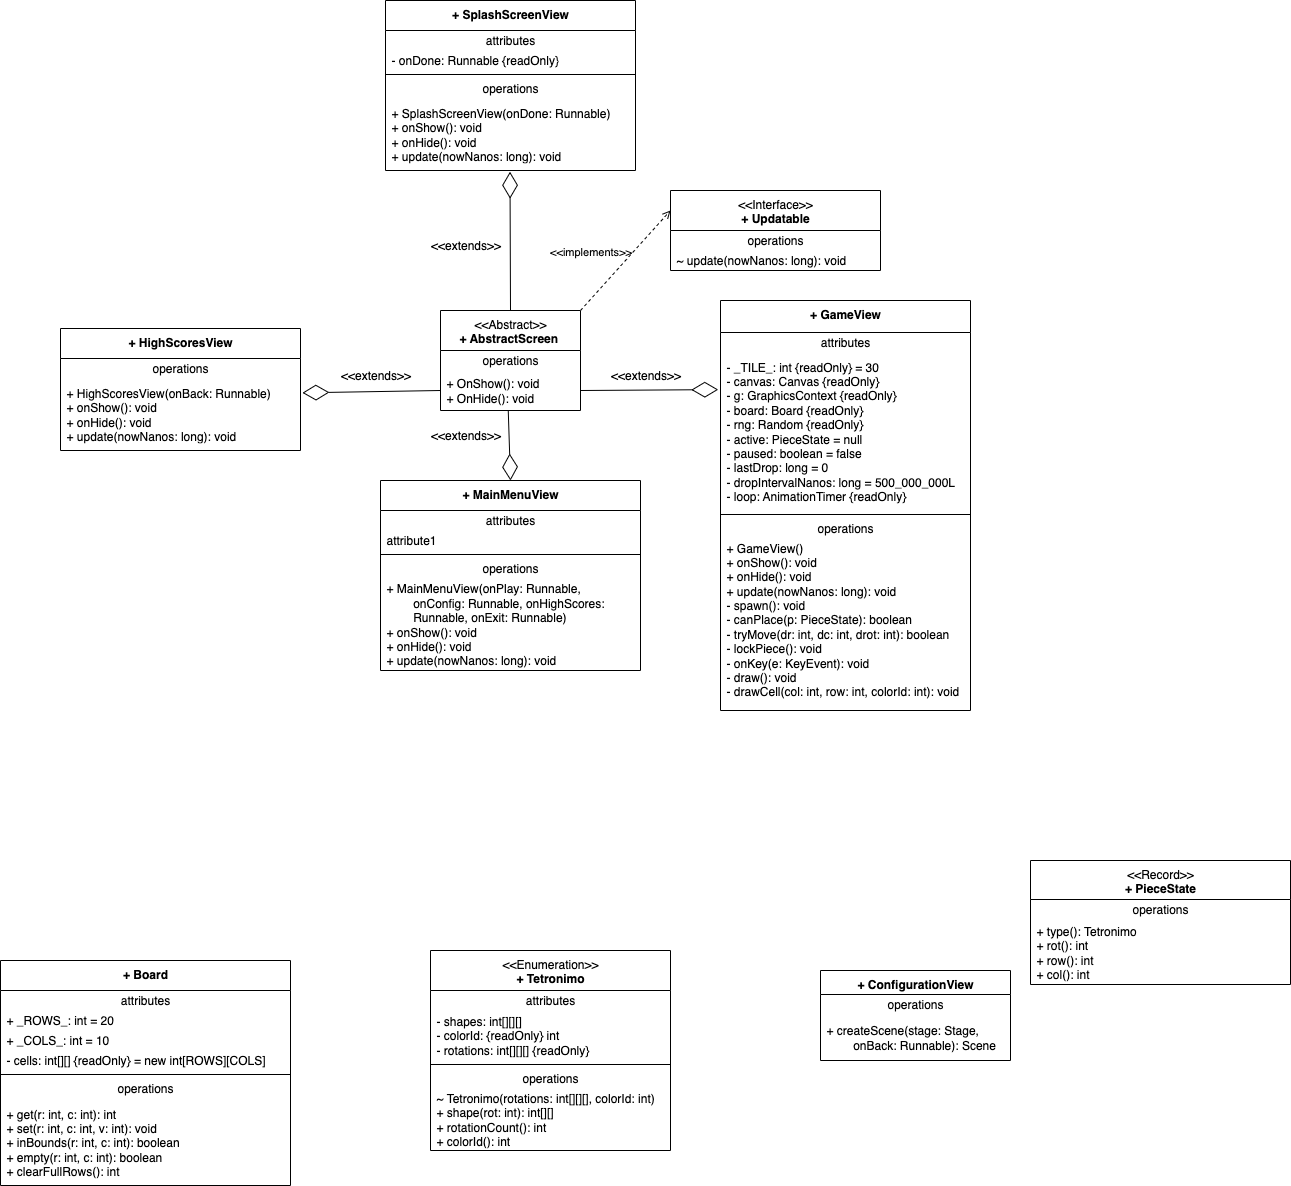 + SplashScreenView
attributes
- onDone: Runnable {readOnly}
operations
+ SplashScreenView(onDone: Runnable)
+ onShow(): void
+ onHide(): void
+ update(nowNanos: long): void
<<extends>>
<<implements>>
<<Interface>>
+ Updatable
operations
~ update(nowNanos: long): void
<<Abstract>>
+ AbstractScreen
operations
+ OnShow(): void
+ OnHide(): void
+ HighScoresView
operations
+ HighScoresView(onBack: Runnable)
+ onShow(): void
+ onHide(): void
+ update(nowNanos: long): void
<<extends>>
<<extends>>
<<extends>>
+ GameView
attributes
- _TILE_: int {readOnly} = 30
- canvas: Canvas {readOnly}
- g: GraphicsContext {readOnly}
- board: Board {readOnly}
- rng: Random {readOnly}
- active: PieceState = null
- paused: boolean = false
- lastDrop: long = 0
- dropIntervalNanos: long = 500_000_000L
- loop: AnimationTimer {readOnly}
operations
+ GameView()
+ onShow(): void
+ onHide(): void
+ update(nowNanos: long): void
- spawn(): void
- canPlace(p: PieceState): boolean
- tryMove(dr: int, dc: int, drot: int): boolean
- lockPiece(): void
- onKey(e: KeyEvent): void
- draw(): void
- drawCell(col: int, row: int, colorId: int): void
+ MainMenuView
attributes
attribute1
operations
+ MainMenuView(onPlay: Runnable,
onConfig: Runnable, onHighScores:
Runnable, onExit: Runnable)
+ onShow(): void
+ onHide(): void
+ update(nowNanos: long): void
<<Record>>
+ PieceState
operations
+ type(): Tetronimo
+ rot(): int
+ row(): int
+ col(): int
+ Board
attributes
+ _ROWS_: int = 20
+ _COLS_: int = 10
- cells: int[][] {readOnly} = new int[ROWS][COLS]
operations
+ get(r: int, c: int): int
+ set(r: int, c: int, v: int): void
+ inBounds(r: int, c: int): boolean
+ empty(r: int, c: int): boolean
+ clearFullRows(): int
<<Enumeration>>
+ Tetronimo
attributes
- shapes: int[][][]
- colorId: {readOnly} int
- rotations: int[][][] {readOnly}
operations
~ Tetronimo(rotations: int[][][], colorId: int)
+ shape(rot: int): int[][]
+ rotationCount(): int
+ colorId(): int
+ ConfigurationView
operations
+ createScene(stage: Stage,
onBack: Runnable): Scene